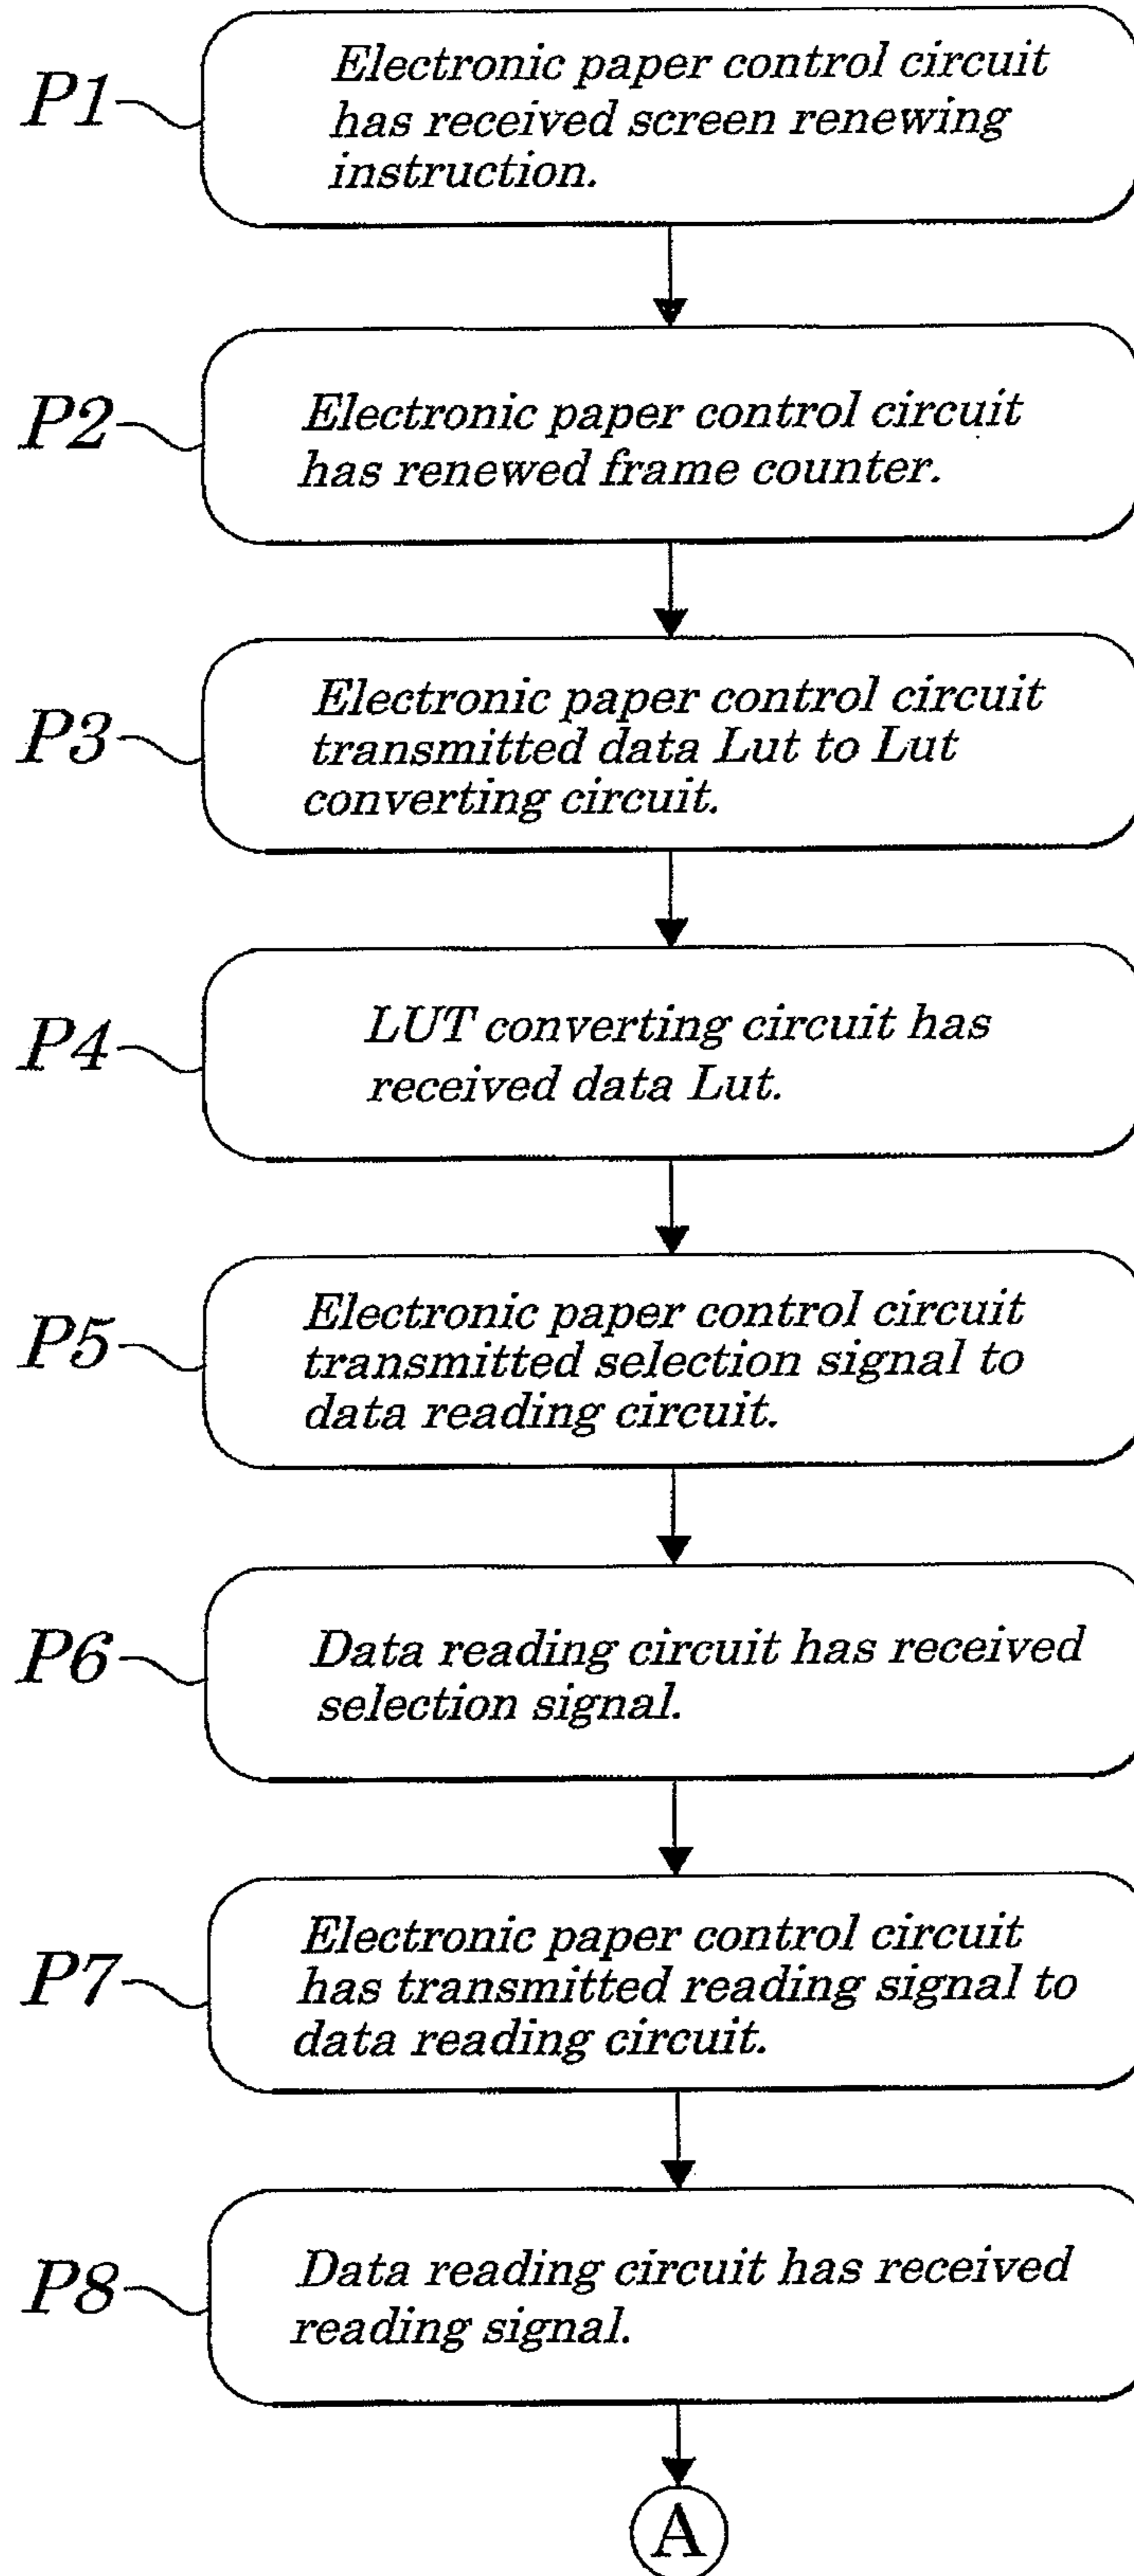 P1
Electronic paper control circuit
has received screen renewing
instruction.
P2
Electronic paper control circuit
has renewed frame counter.
P3
Electronic paper control circuit
transmitted data Lut to Lut
converting circuit.
P4
LUT converting circuit has
received data Lut.
P5
Electronic paper control circuit
transmitted selection signal to
data reading circuit.
P6
Data reading circuit has received
selection signal.
P7
Electronic paper control circuit
has transmitted reading signal to
data reading circuit.
P8
Data reading circuit has received
reading signal.
A